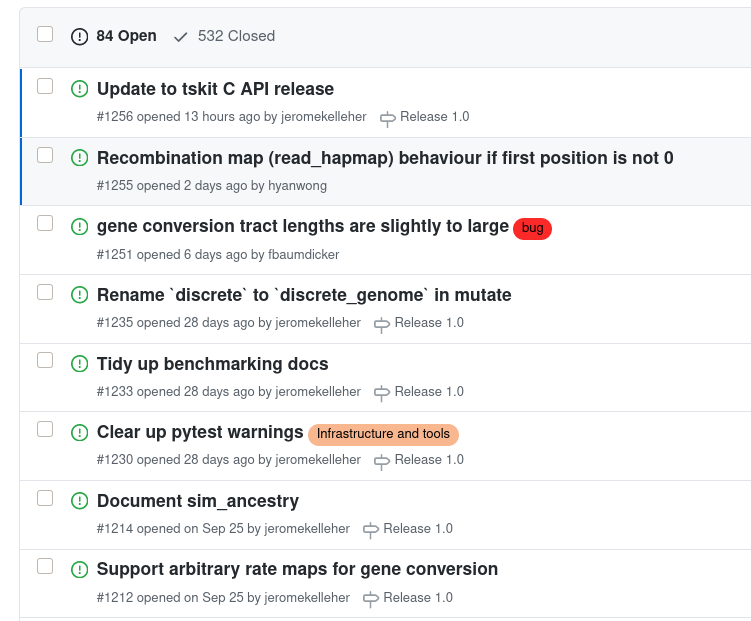 84 Open 532 Closed
Update to tskit C API release
#1256 opened 13 hours ago by jeromekelleher Release 1.0
Recombination map (read_hapmap) behaviour if first position is not 0
#1255 opened 2 days ago by hyanwong
gene conversion tract lengths are slightly to large bug
#1251 opened 6 days ago by fbaumdicker
Rename `discrete` to `discrete_genome` in mutate
#1235 opened 28 days ago by jeromekelleher Release 1.0
Tidy up benchmarking docs
#1233 opened 28 days ago by jeromekelleher Release 1.0
Clear up pytest warnings Infrastructure and tools
#1230 opened 28 days ago by jeromekelleher Release 1.0
Document sim_ancestry
#1214 opened on Sep 25 by jeromekelleher Release 1.0
Support arbitrary rate maps for gene conversion
#1212 opened on Sep 25 by jeromekelleher Release 1.0